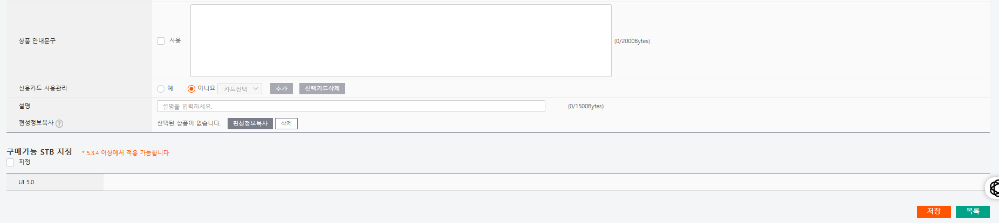 상품 안내문구 사용 (0/2000Bytes)
신용카드 사용관리 예 아니요 카드선택 추가 선택카드삭제
설명 설명을 입력하세요. (0/1500Bytes)
편성정보복사 ? 선택된 상품이 없습니다. 편성정보복사 삭제
구매가능 STB 지정 * 5.3.4 이상에서 적용 가능합니다
지정
UI 5.0
저장 목록